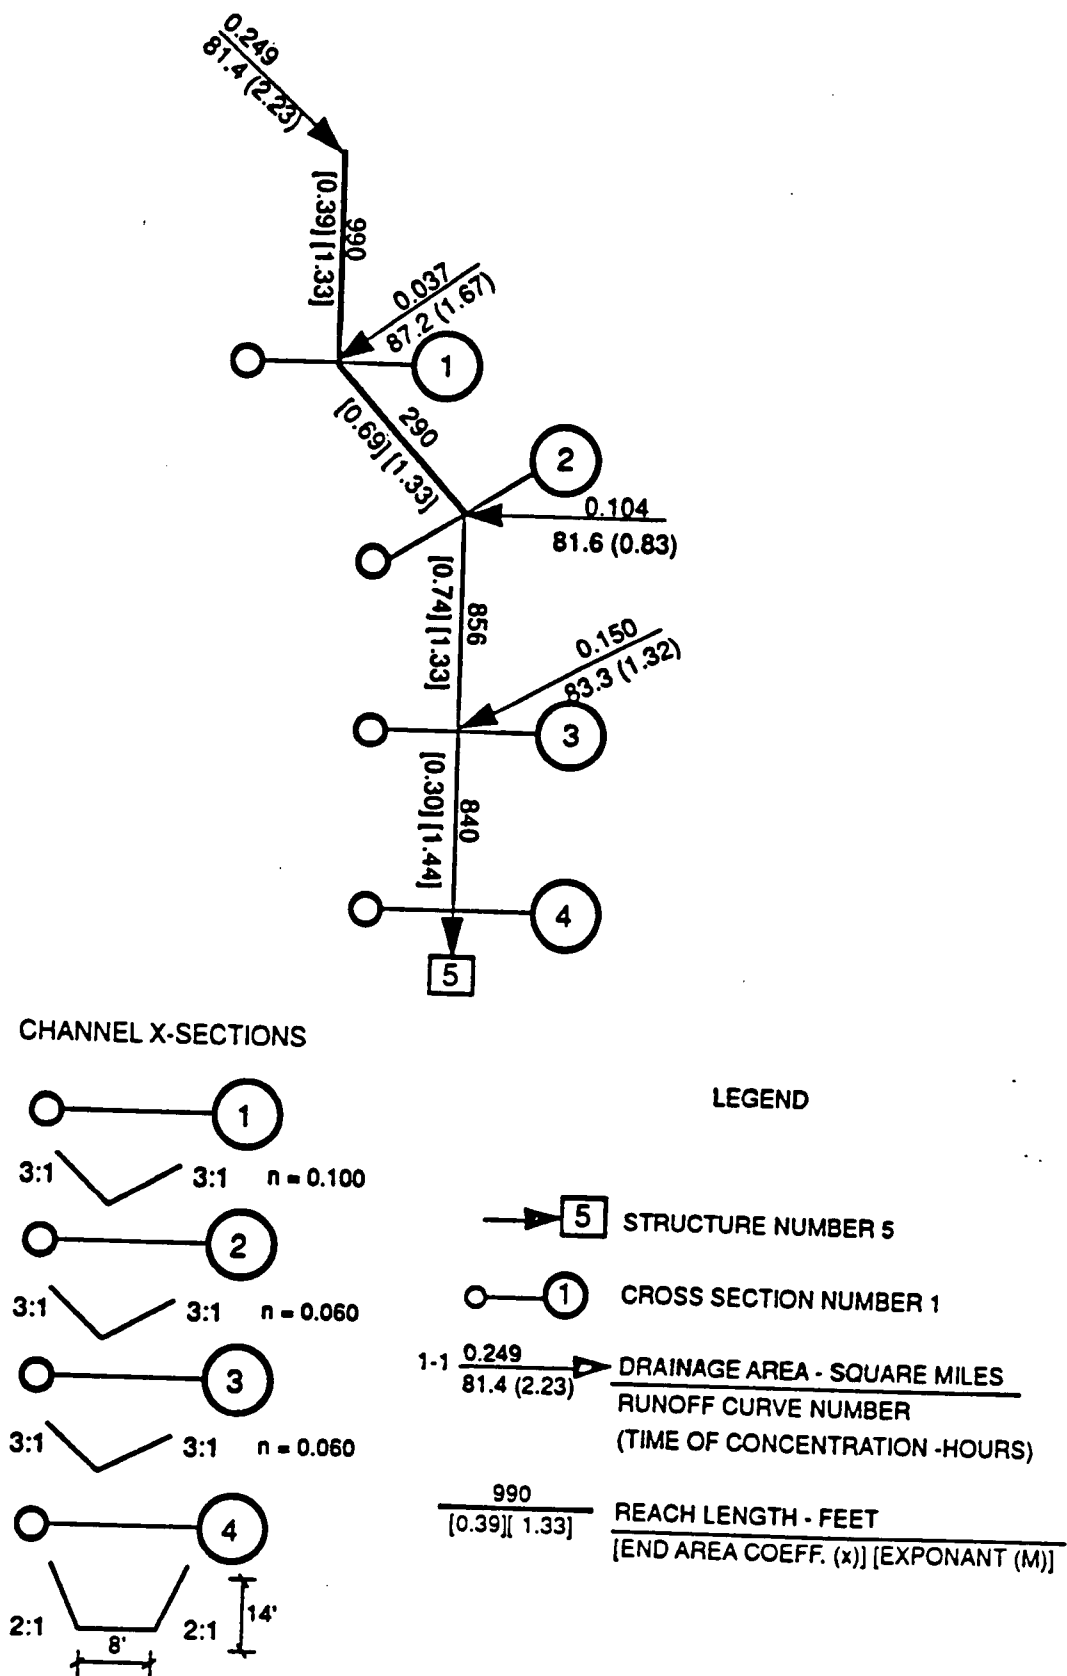 0.249
81.4 (2.23)
990
[0.39] [1.33]
0.037
87.2 (1.67)
1
290
[0.69] [1.33]
2
0.104
81.6 (0.83)
856
[0.74] [1.33]
0.150
83.3 (1.32)
3
840
[0.30] [1.44]
4
5
CHANNEL X-SECTIONS
1
3:1 3:1 n = 0.100
2
3:1 3:1 n = 0.060
3
3:1 3:1 n = 0.060
4
2:1 2:1 14'
8'
LEGEND
5 STRUCTURE NUMBER 5
1 CROSS SECTION NUMBER 1
1-1 0.249 DRAINAGE AREA - SQUARE MILES
81.4 (2.23) RUNOFF CURVE NUMBER
(TIME OF CONCENTRATION -HOURS)
990 REACH LENGTH - FEET
[0.39][ 1.33] [END AREA COEFF. (x)] [EXPONANT (M)]